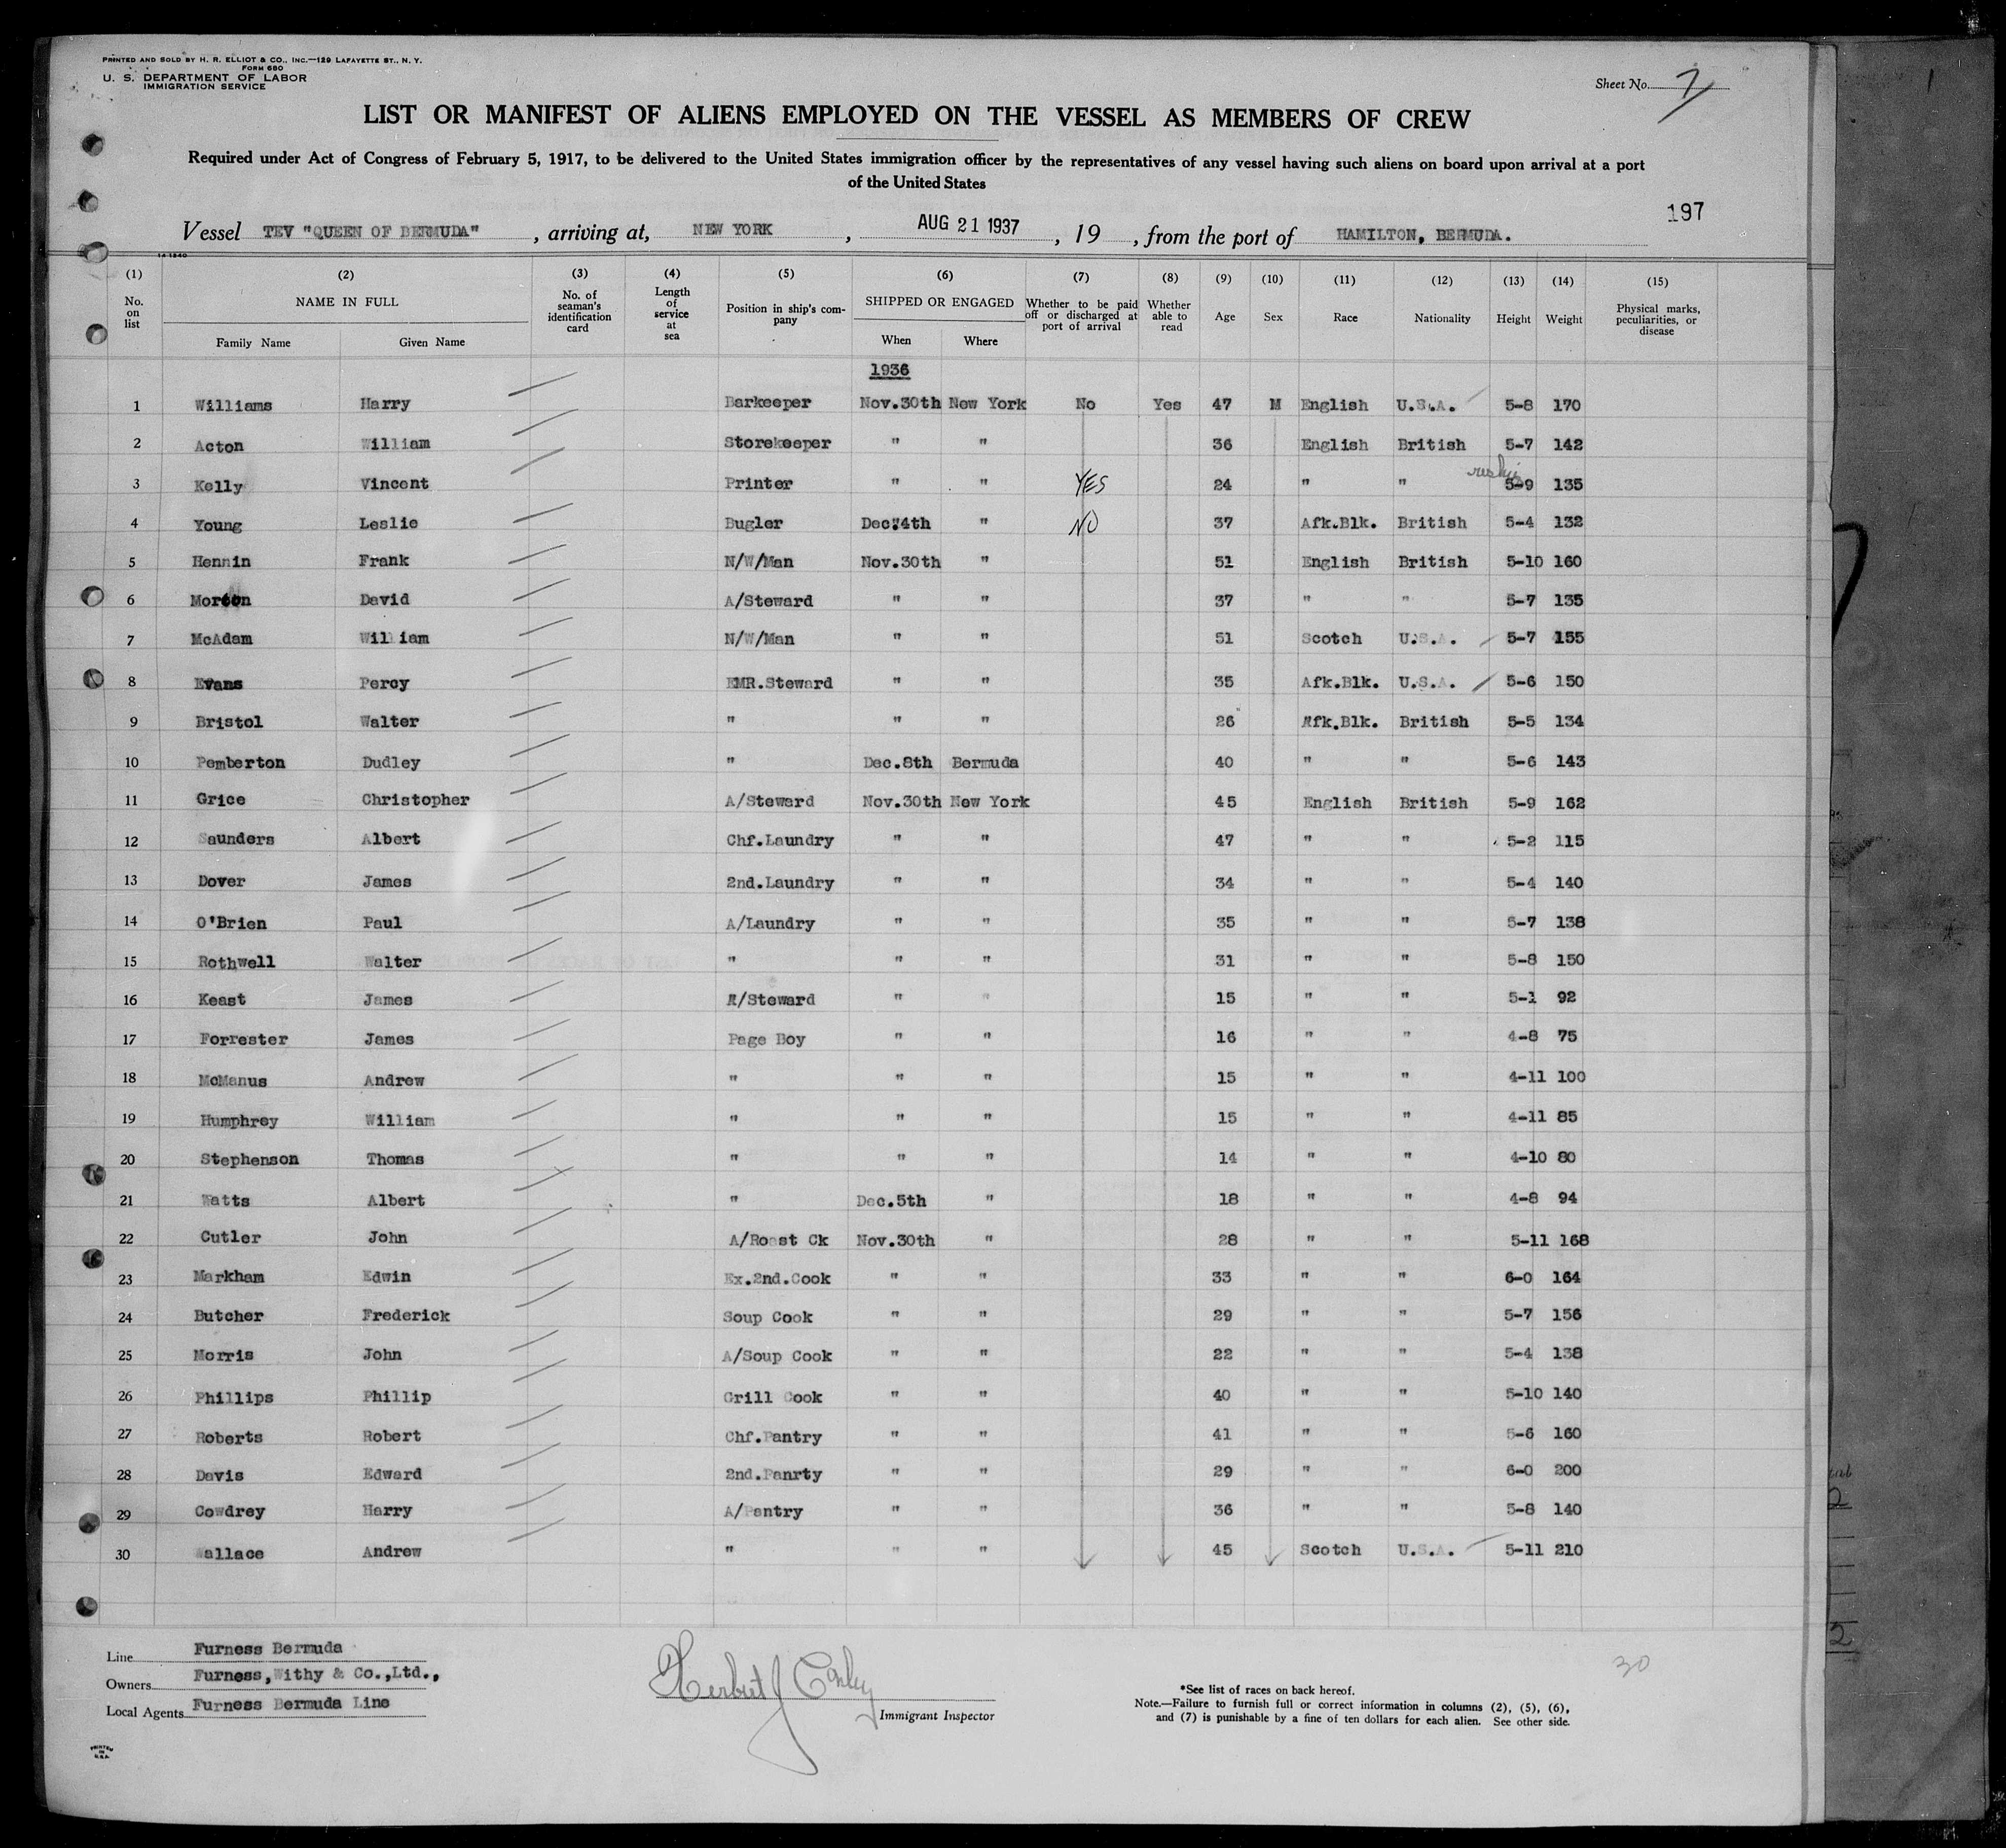 PRINTED AND SOLD BY H. R. ELLIOT & CO., INC.—129 LAFAYETTE ST., N. Y.
FORM 680
U. S. DEPARTMENT OF LABOR
IMMIGRATION SERVICE
Sheet No. 7
LIST OR MANIFEST OF ALIENS EMPLOYED ON THE VESSEL AS MEMBERS OF CREW
Required under Act of Congress of February 5, 1917, to be delivered to the United States immigration officer by the representatives of any vessel having such aliens on board upon arrival at a port
of the United States
197
Vessel TEV "QUEEN OF BERMUDA", arriving at, NEW YORK, AUG 21 1937, 19, from the port of HAMILTON, BERMUDA.
14-1240
(1) (2) (3) (4) (5) (6) (7) (8) (9) (10) (11) (12) (13) (14) (15)
No. on list NAME IN FULL Family Name Given Name No. of seaman's identification card Length of service at sea Position in ship's company SHIPPED OR ENGAGED When Where Whether to be paid off or discharged at port of arrival Whether able to read Age Sex Race Nationality Height Weight Physical marks, peculiarities, or disease
1936
1 Williams Harry Barkeeper Nov.30th New York No Yes 47 M English U.S.A. 5-8 170
2 Acton William Storekeeper " " 36 English British 5-7 142
3 Kelly Vincent Printer " " YES 24 " " 5-9 135
4 Young Leslie Bugler Dec.4th " NO 37 Afk.Blk. British 5-4 132
5 Hennin Frank N/W/Man Nov.30th " 51 English British 5-10 160
6 Morton David A/Steward " " 37 " " 5-7 135
7 McAdam William N/W/Man " " 51 Scotch U.S.A. 5-7 155
8 Evans Percy EMR.Steward " " 35 Afk.Blk. U.S.A. 5-6 150
9 Bristol Walter " " " 26 Afk.Blk. British 5-5 134
10 Pemberton Dudley " Dec.8th Bermuda 40 " " 5-6 143
11 Grice Christopher A/Steward Nov.30th New York 45 English British 5-9 162
12 Saunders Albert Chf.Laundry " " 47 " " 5-2 115
13 Dover James 2nd.Laundry " " 34 " " 5-4 140
14 O'Brien Paul A/Laundry " " 35 " " 5-7 138
15 Rothwell Walter " " " 31 " " 5-8 150
16 Keast James A/Steward " " 15 " " 5-1 92
17 Forrester James Page Boy " " 16 " " 4-8 75
18 McManus Andrew " " " 15 " " 4-11 100
19 Humphrey William " " " 15 " " 4-11 85
20 Stephenson Thomas " " " 14 " " 4-10 80
21 Watts Albert " Dec.5th " 18 " " 4-8 94
22 Cutler John A/Roast Ck Nov.30th " 28 " " 5-11 168
23 Markham Edwin Ex.2nd.Cook " " 33 " " 6-0 164
24 Butcher Frederick Soup Cook " " 29 " " 5-7 156
25 Morris John A/Soup Cook " " 22 " " 5-4 138
26 Phillips Phillip Grill Cook " " 40 " " 5-10 140
27 Roberts Robert Chf.Pantry " " 41 " " 5-6 160
28 Davis Edward 2nd.Panrty " " 29 " " 6-0 200
29 Cowdrey Harry A/Pantry " " 36 " " 5-8 140
30 Wallace Andrew " " " 45 Scotch U.S.A. 5-11 210
Line Furness Bermuda
Owners Furness, Withy & Co., Ltd.,
Local Agents Furness Bermuda Line
Herbert J Conley
Immigrant Inspector
30
*See list of races on back hereof.
Note.—Failure to furnish full or correct information in columns (2), (5), (6),
and (7) is punishable by a fine of ten dollars for each alien. See other side.
PRINTED IN U.S.A.